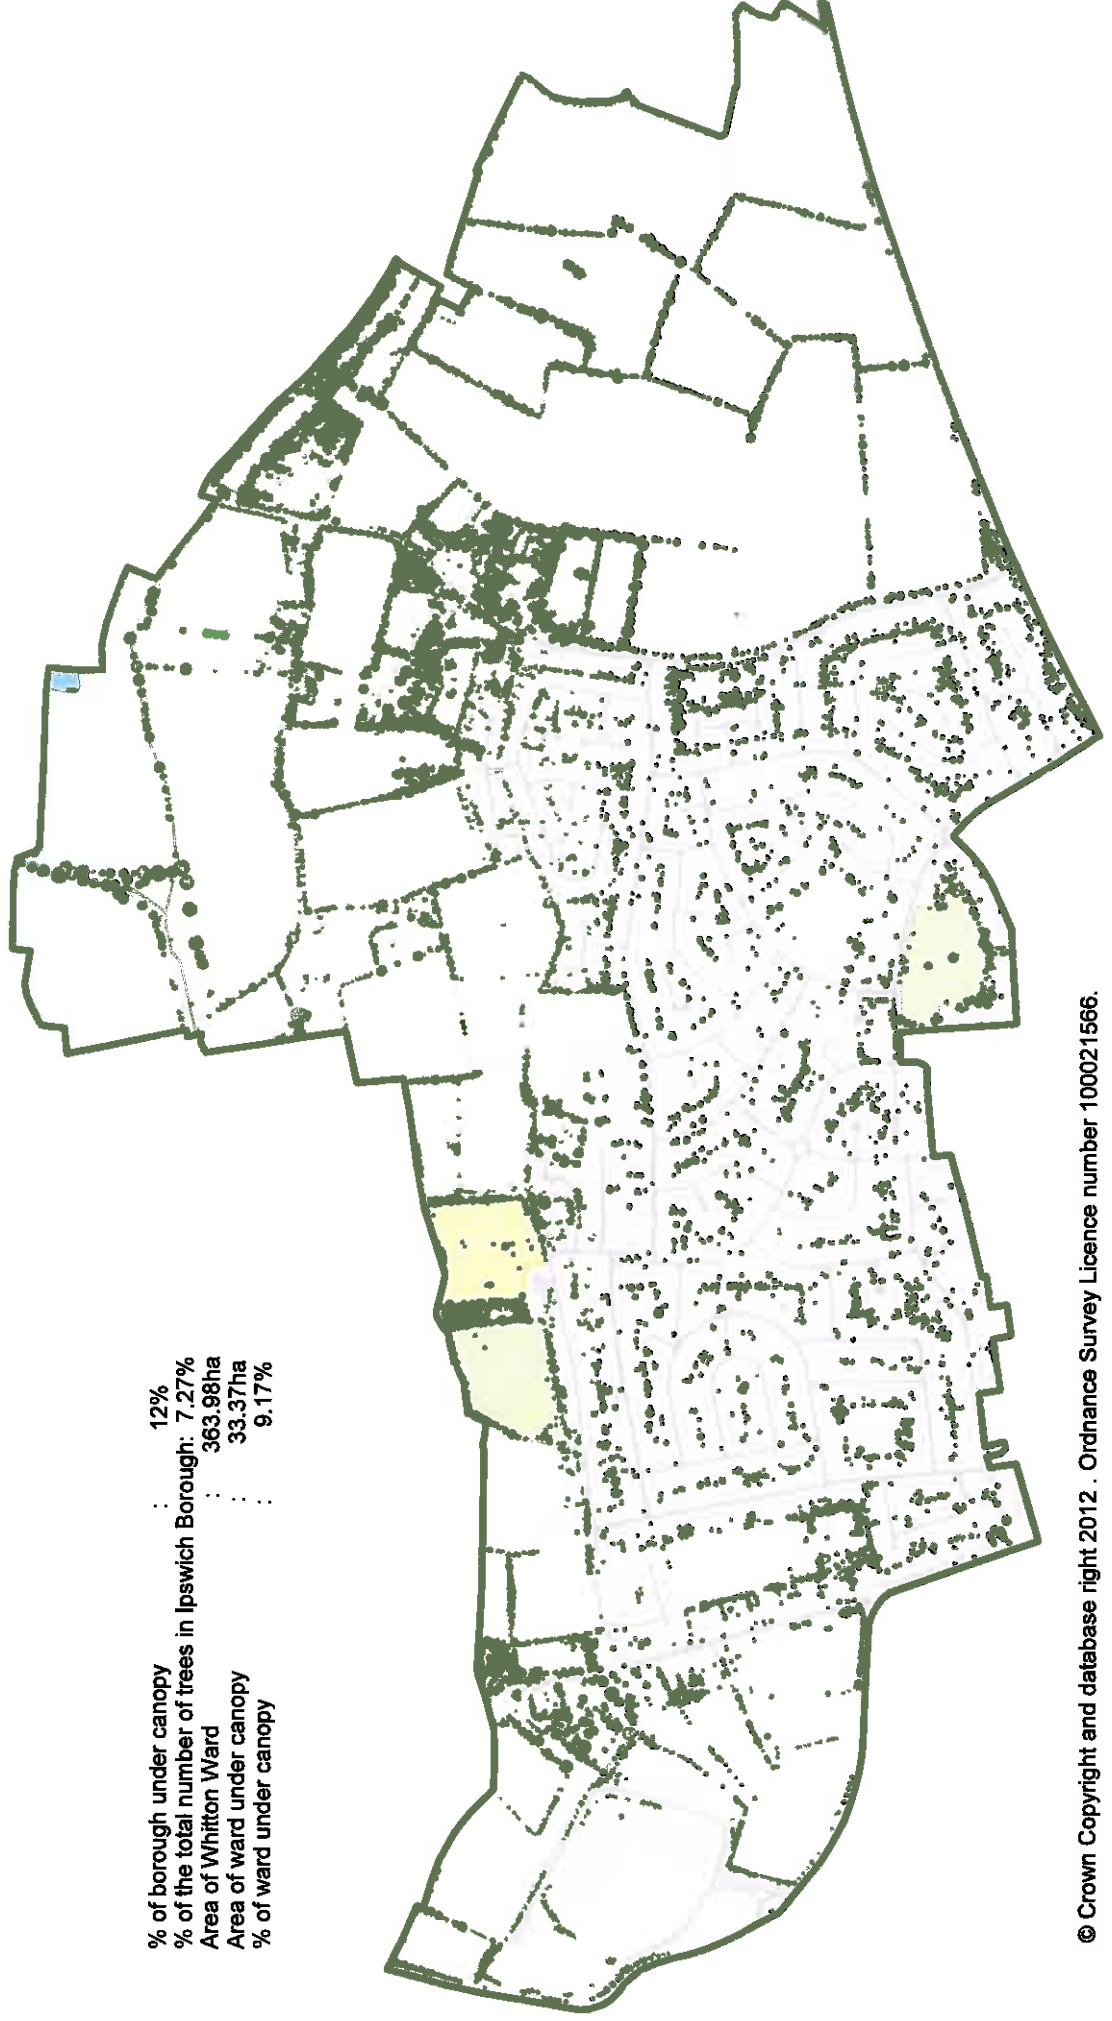 % of borough under canopy : 12%
% of the total number of trees in Ipswich Borough: 7.27%
Area of Whitton Ward : 363.98ha
Area of ward under canopy : 33.37ha
% of ward under canopy : 9.17%
© Crown Copyright and database right 2012 . Ordnance Survey Licence number 100021566.